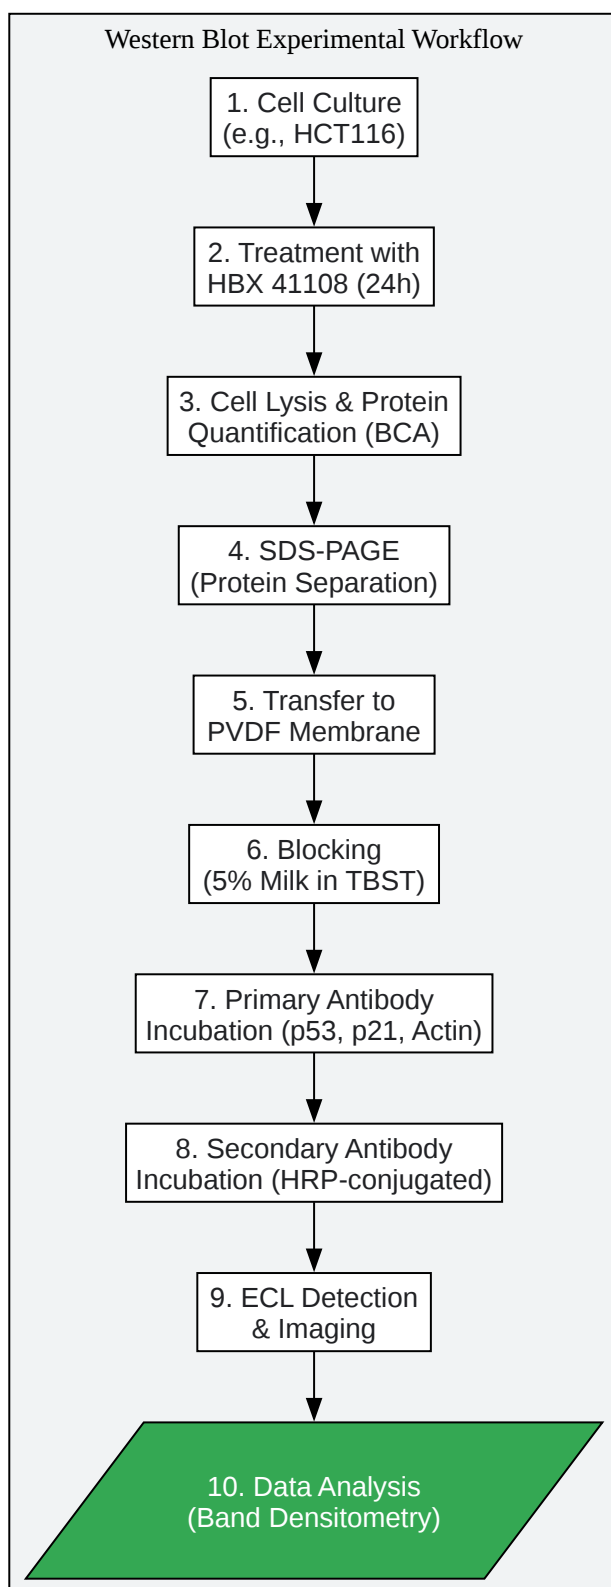 Western Blot Experimental Workflow
1. Cell Culture
(e.g., HCT116)
2. Treatment with
HBX 41108 (24h)
3. Cell Lysis & Protein
Quantification (BCA)
4. SDS-PAGE
(Protein Separation)
5. Transfer to
PVDF Membrane
6. Blocking
(5% Milk in TBST)
7. Primary Antibody
Incubation (p53, p21, Actin)
8. Secondary Antibody
Incubation (HRP-conjugated)
9. ECL Detection
& Imaging
10. Data Analysis
(Band Densitometry)